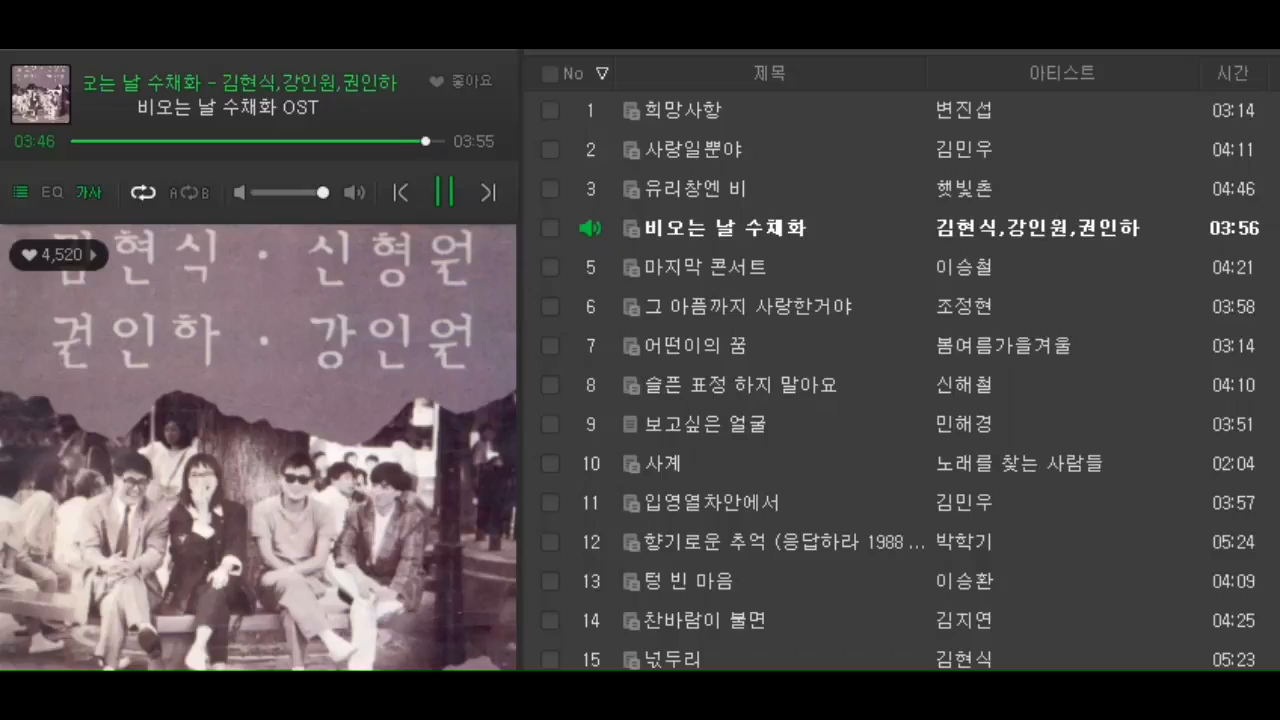 오는 날 수채화 - 김현식,강인원,권인하
좋아요
비오는 날 수채화 OST
03:46
03:55
EQ 가사 A B
4,520
김현식 · 신형원
권인하 · 강인원
No 제목 아티스트 시간
1 희망사항 변진섭 03:14
2 사랑일뿐야 김민우 04:11
3 유리창엔 비 햇빛촌 04:46
비오는 날 수채화 김현식,강인원,권인하 03:56
5 마지막 콘서트 이승철 04:21
6 그 아픔까지 사랑한거야 조정현 03:58
7 어떤이의 꿈 봄여름가을겨울 03:14
8 슬픈 표정 하지 말아요 신해철 04:10
9 보고싶은 얼굴 민해경 03:51
10 사계 노래를 찾는 사람들 02:04
11 입영열차안에서 김민우 03:57
12 향기로운 추억 (응답하라 1988 ... 박학기 05:24
13 텅 빈 마음 이승환 04:09
14 찬바람이 불면 김지연 04:25
15 넋두리 김현식 05:23